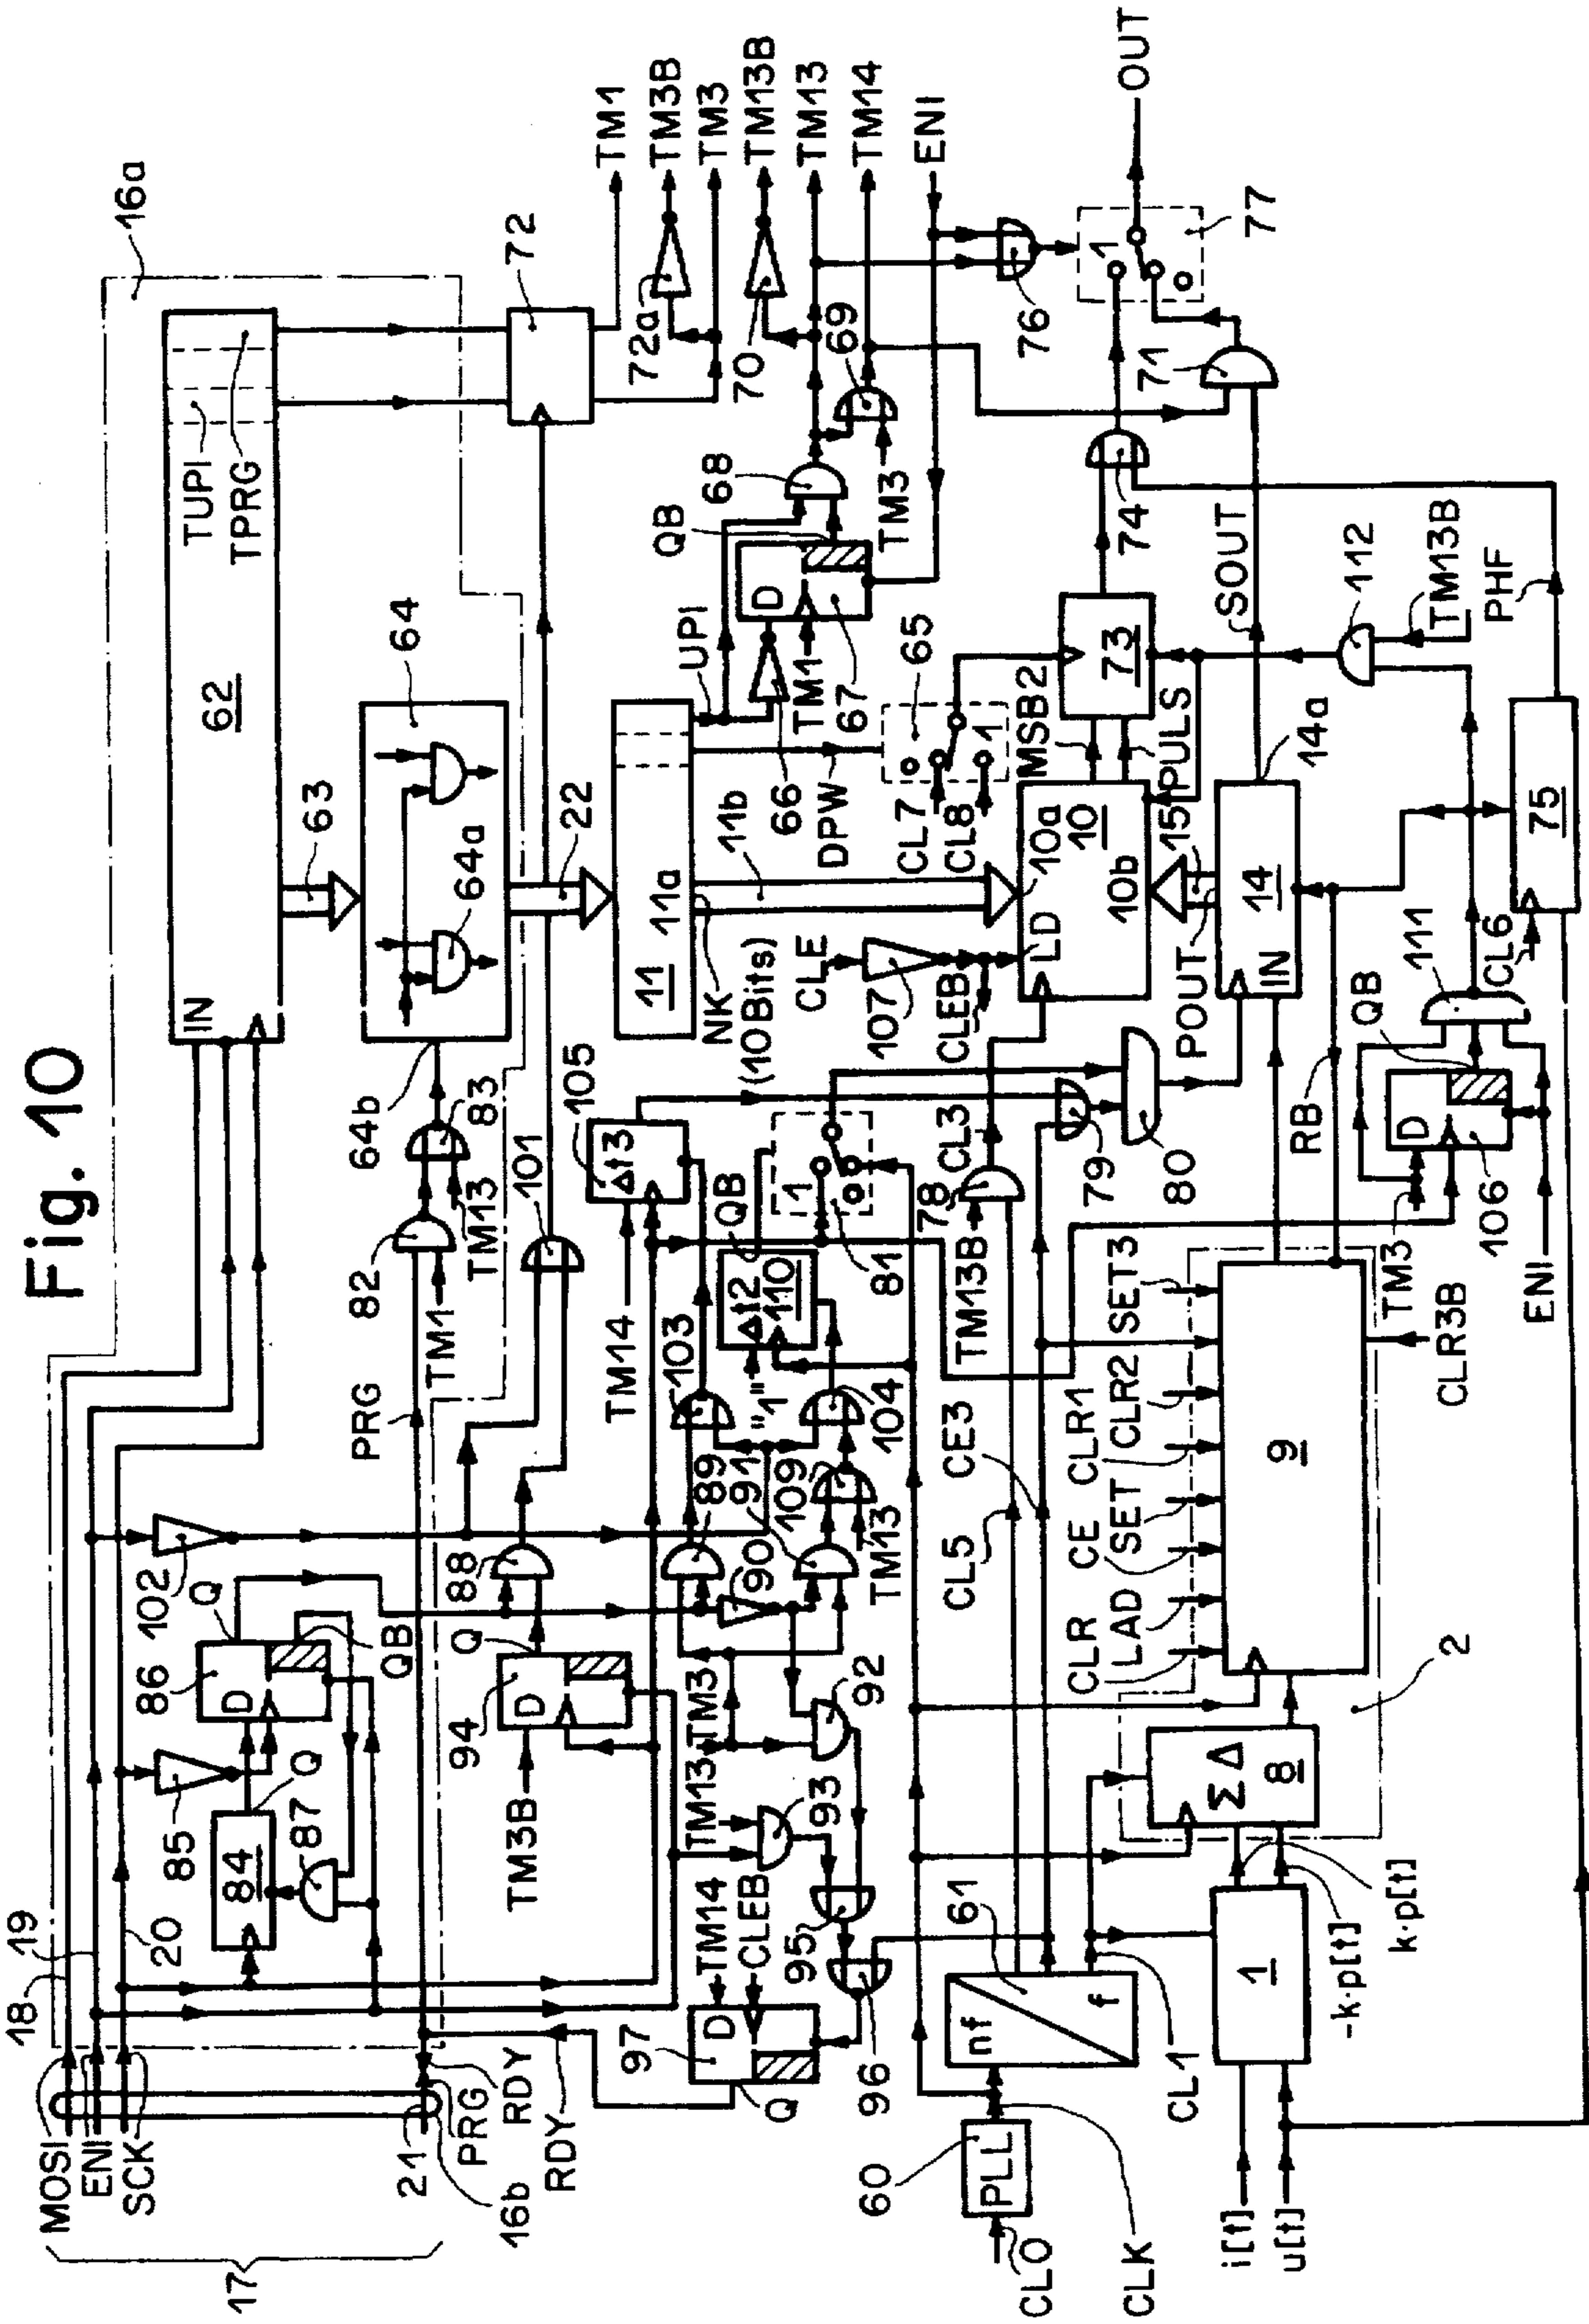 Fig. 10
MOSI
ENI
SCK
17
18
19
20
21
16b
PRG
RDY
RDY
16a
IN
62
TUPI
TPRG
63
64
64a
64b
72
TM1
TM3B
TM3
72a
TM13B
70
TM13
TM14
ENI
69
68
TM3
QB
D
67
TM1
66
UPI
DPW
65
0
1
CL7
CL8
22
11
11a
11b
NK
(10Bits)
CLE
107
CLEB
LD
10a
10
10b
MSB2
PULS
73
74
76
77
1
0
OUT
71
SOUT
112
TM13B
PHF
15
POUT
14
14a
IN
75
CL6
RB
111
QB
D
106
TM3
ENI
82
83
TM1
TM13
PRG
101
102
105
Δt3
TM14
103
"1"
Δt2
110
QB
1
0
81
104
109
TM13
89
91
90
88
Q
94
D
TM3B
86
D
Q
QB
85
Q
84
87
TM3
TM13
92
93
95
96
TM14
CLEB
97
D
Q
78
TM13B
CL3
79
80
CL5
CE3
61
nf
f
60
PLL
CL0
CLK
CL1
1
i[t]
u[t]
-k·p[t]
k·p[t]
ΣΔ
8
2
9
CLR
LAD
CE
SET
CLR1
CLR2
SET3
CLR3B